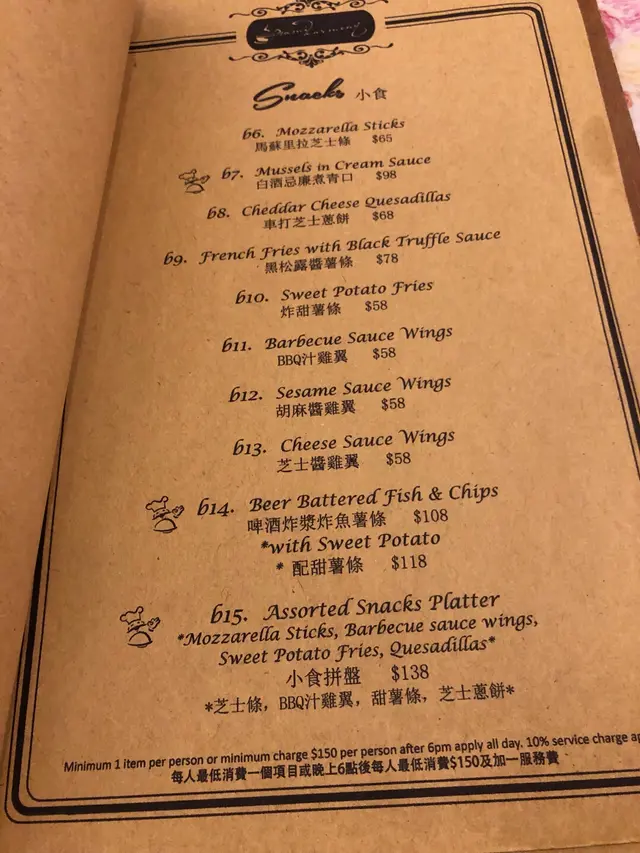 Snacks 小食
b6. Mozzarella Sticks
馬蘇里拉芝士條 $65
b7. Mussels in Cream Sauce
白酒忌廉煮青口 $98
b8. Cheddar Cheese Quesadillas
車打芝士蔥餅 $68
b9. French Fries with Black Truffle Sauce
黑松露醬薯條 $78
b10. Sweet Potato Fries
炸甜薯條 $58
b11. Barbecue Sauce Wings
BBQ汁雞翼 $58
b12. Sesame Sauce Wings
胡麻醬雞翼 $58
b13. Cheese Sauce Wings
芝士醬雞翼 $58
b14. Beer Battered Fish & Chips
啤酒炸漿炸魚薯條 $108
*with Sweet Potato
* 配甜薯條 $118
b15. Assorted Snacks Platter
*Mozzarella Sticks, Barbecue sauce wings,
Sweet Potato Fries, Quesadillas*
小食拼盤 $138
*芝士條, BBQ汁雞翼, 甜薯條, 芝士蔥餅*
Minimum 1 item per person or minimum charge $150 per person after 6pm apply all day. 10% service charge
每人最低消費一個項目或晚上6點後每人最低消費$150及加一服務費